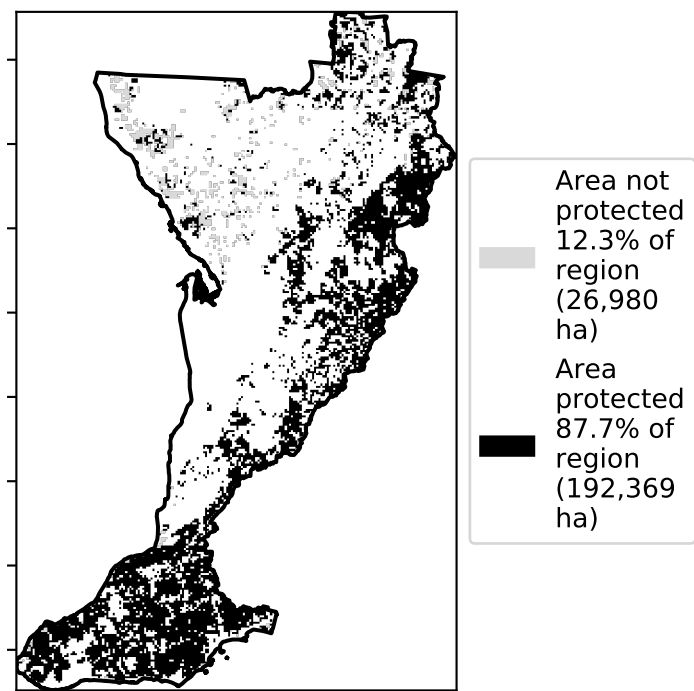 Area not
protected
12.3% of
region
(26,980
ha)
Area
protected
87.7% of
region
(192,369
ha)